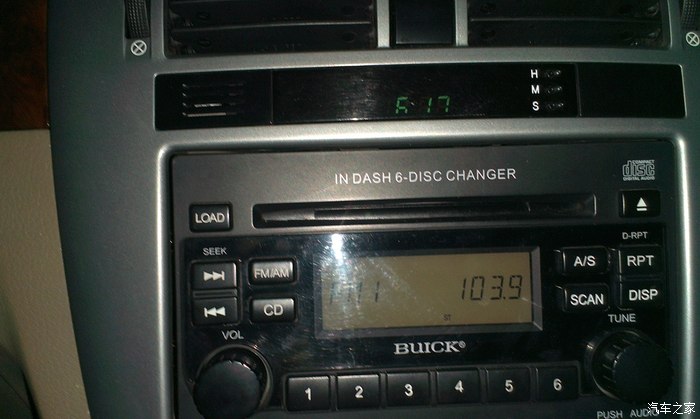 H
M
S
6:17
IN DASH 6-DISC CHANGER
COMPACT
disc
DIGITAL AUDIO
LOAD
SEEK
D-RPT
FM/AM
A/S
RPT
103.9
ST
CD
SCAN
DISP
VOL
BUICK®
TUNE
1 2 3 4 5 6
PUSH AUDIO
汽车之家